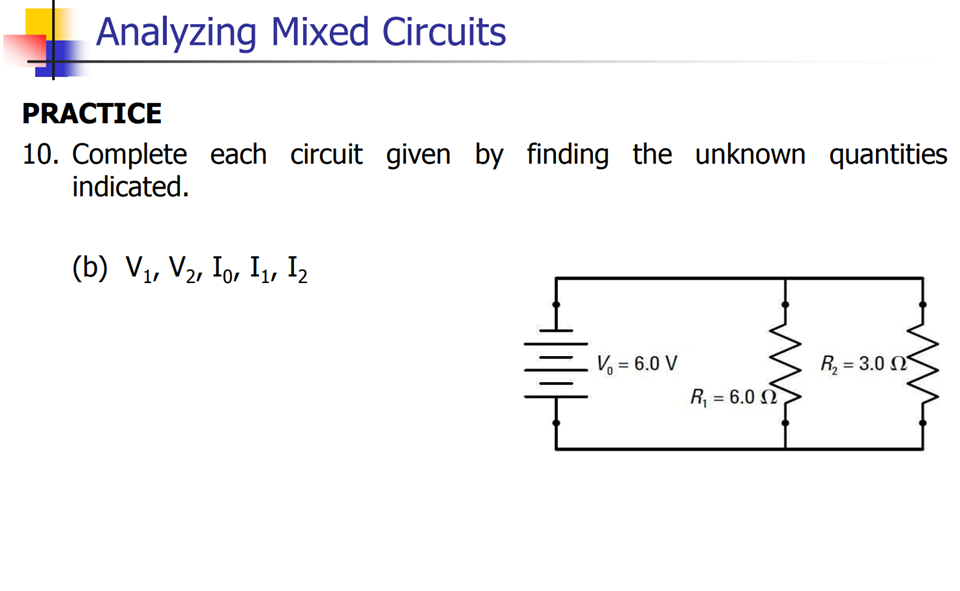 Analyzing Mixed Circuits
PRACTICE
10. Complete each circuit given by finding the unknown quantities
indicated.
(b) V₁, V₂, I₀, I₁, I₂
V₀ = 6.0 V
R₂ = 3.0 Ω
R₁ = 6.0 Ω